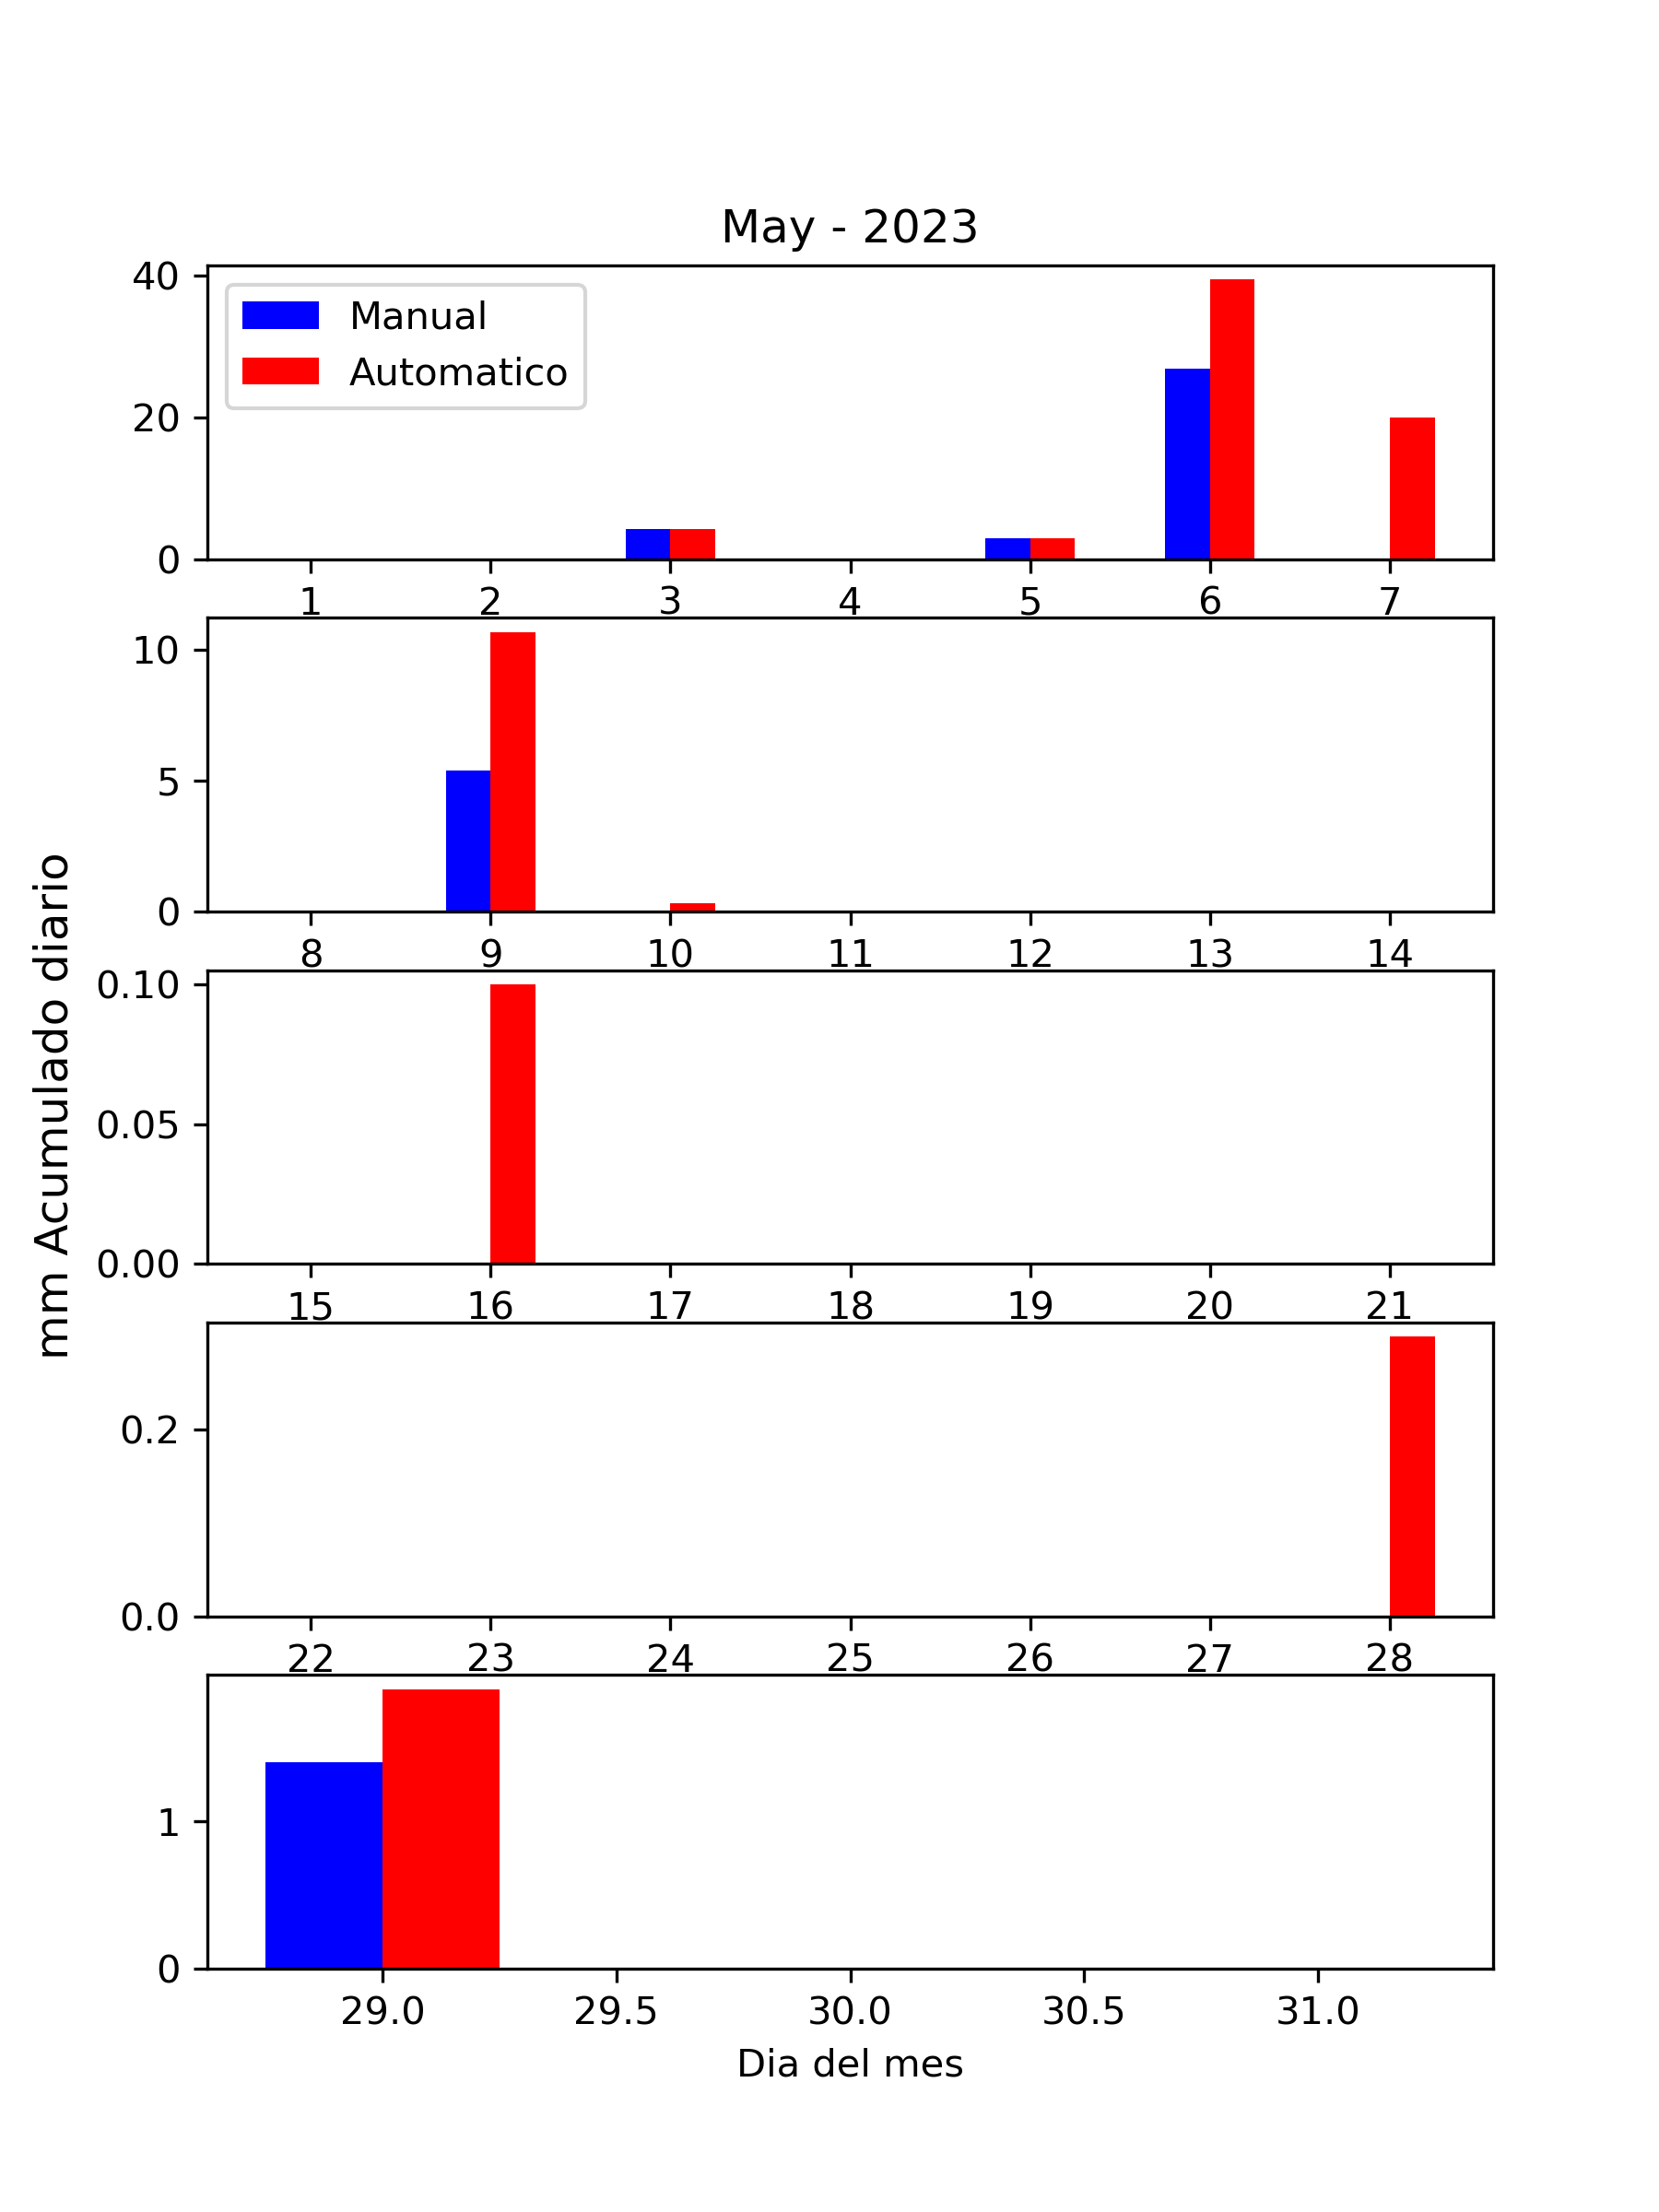 May - 2023
40
20
0
Manual
Automatico
1 2 3 4 5 6 7
10
5
0
8 9 10 11 12 13 14
mm Acumulado diario
0.10
0.05
0.00
15 16 17 18 19 20 21
0.2
0.0
22 23 24 25 26 27 28
1
0
29.0 29.5 30.0 30.5 31.0
Dia del mes